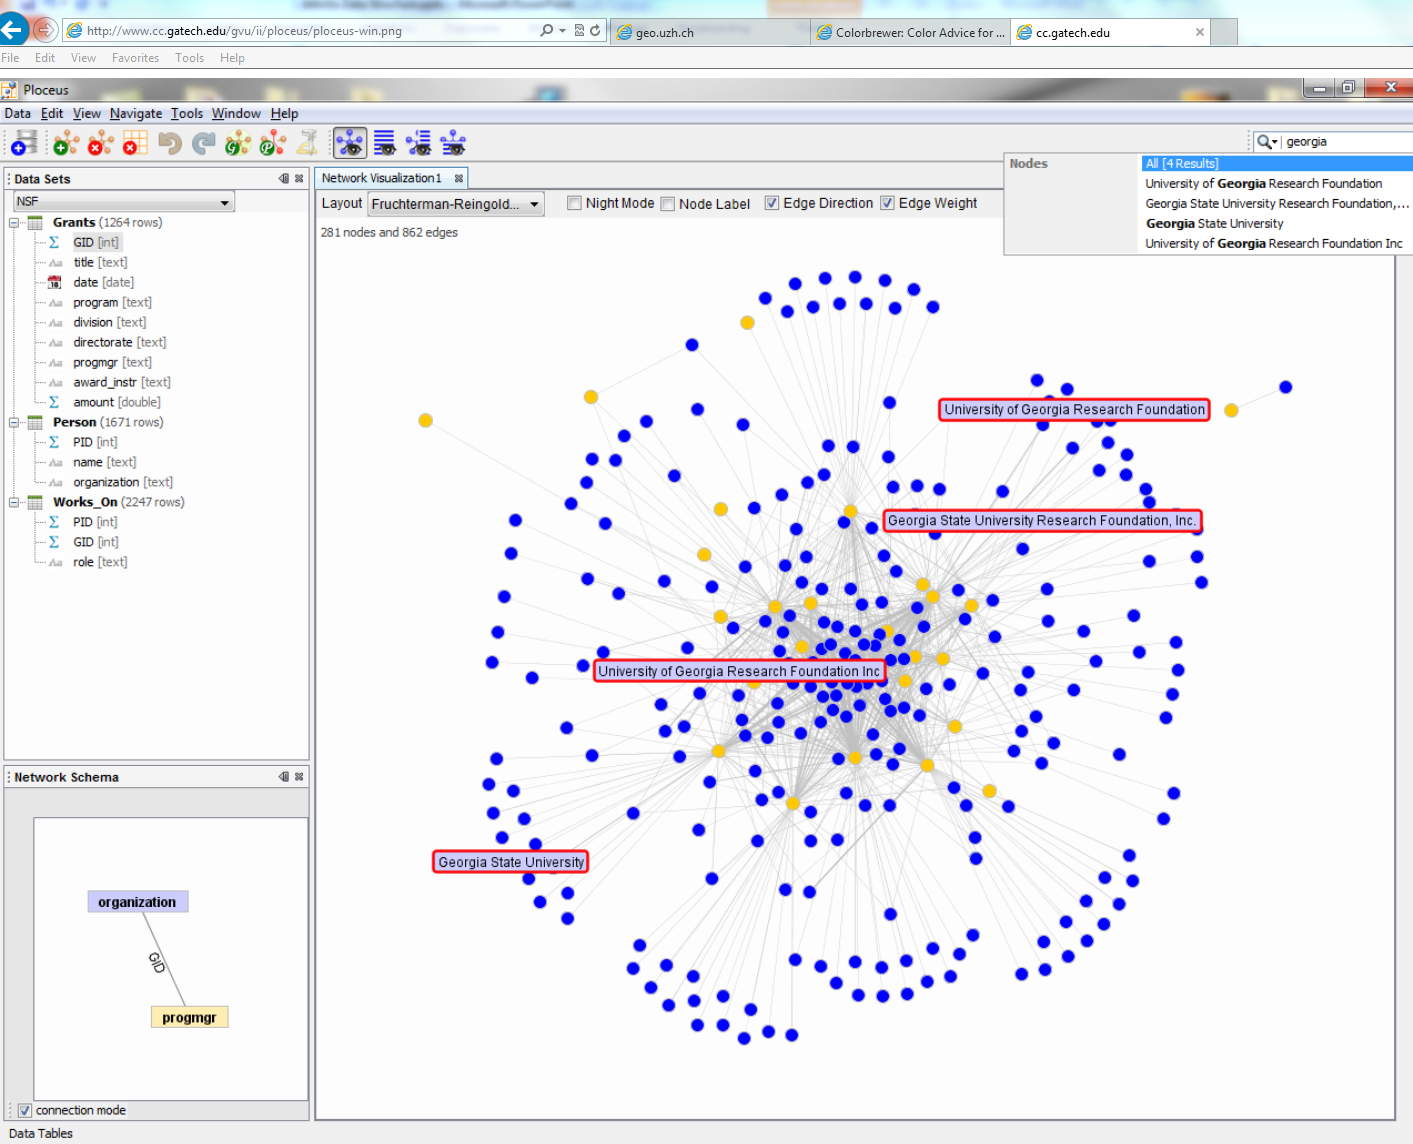 http://www.cc.gatech.edu/gvu/ii/ploceus/ploceus-win.png
geo.uzh.ch
Colorbrewer: Color Advice for ...
cc.gatech.edu
File Edit View Favorites Tools Help
Ploceus
Data Edit View Navigate Tools Window Help
georgia
Nodes
All [4 Results]
University of Georgia Research Foundation
Georgia State University Research Foundation,...
Georgia State University
University of Georgia Research Foundation Inc
Data Sets
NSF
Grants (1264 rows)
GID [int]
title [text]
date [date]
program [text]
division [text]
directorate [text]
progmgr [text]
award_instr [text]
amount [double]
Person (1671 rows)
PID [int]
name [text]
organization [text]
Works_On (2247 rows)
PID [int]
GID [int]
role [text]
Network Visualization1
Layout Fruchterman-Reingold... Night Mode Node Label Edge Direction Edge Weight
281 nodes and 862 edges
University of Georgia Research Foundation
Georgia State University Research Foundation, Inc.
University of Georgia Research Foundation Inc
Georgia State University
Network Schema
organization
GID
progmgr
connection mode
Data Tables